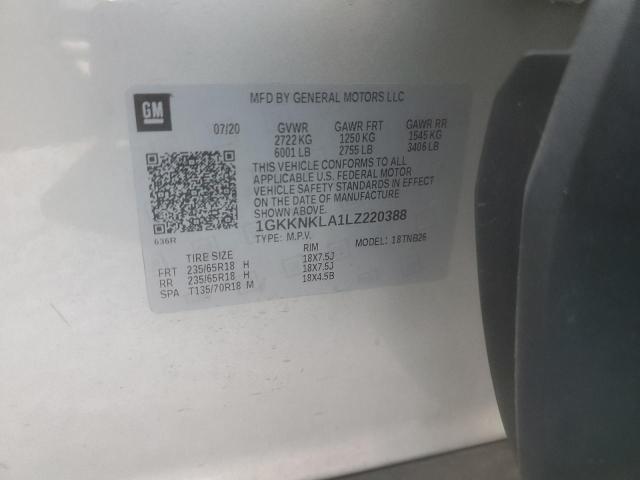 GM
MFD BY GENERAL MOTORS LLC
07/20 GVWR GAWR FRT GAWR RR
2722 KG 1250 KG 1545 KG
6001 LB 2755 LB 3406 LB
THIS VEHICLE CONFORMS TO ALL
APPLICABLE U.S. FEDERAL MOTOR
VEHICLE SAFETY STANDARDS IN EFFECT
ON THE DATE OF MANUFACTURE
SHOWN ABOVE.
1GKKNKLA1LZ220388
636R
TYPE: M.P.V. MODEL: 18TNB26
TIRE SIZE RIM
FRT 235/65R18 H 18X7.5J
RR 235/65R18 H 18X7.5J
SPA T135/70R18 M 18X4.5B